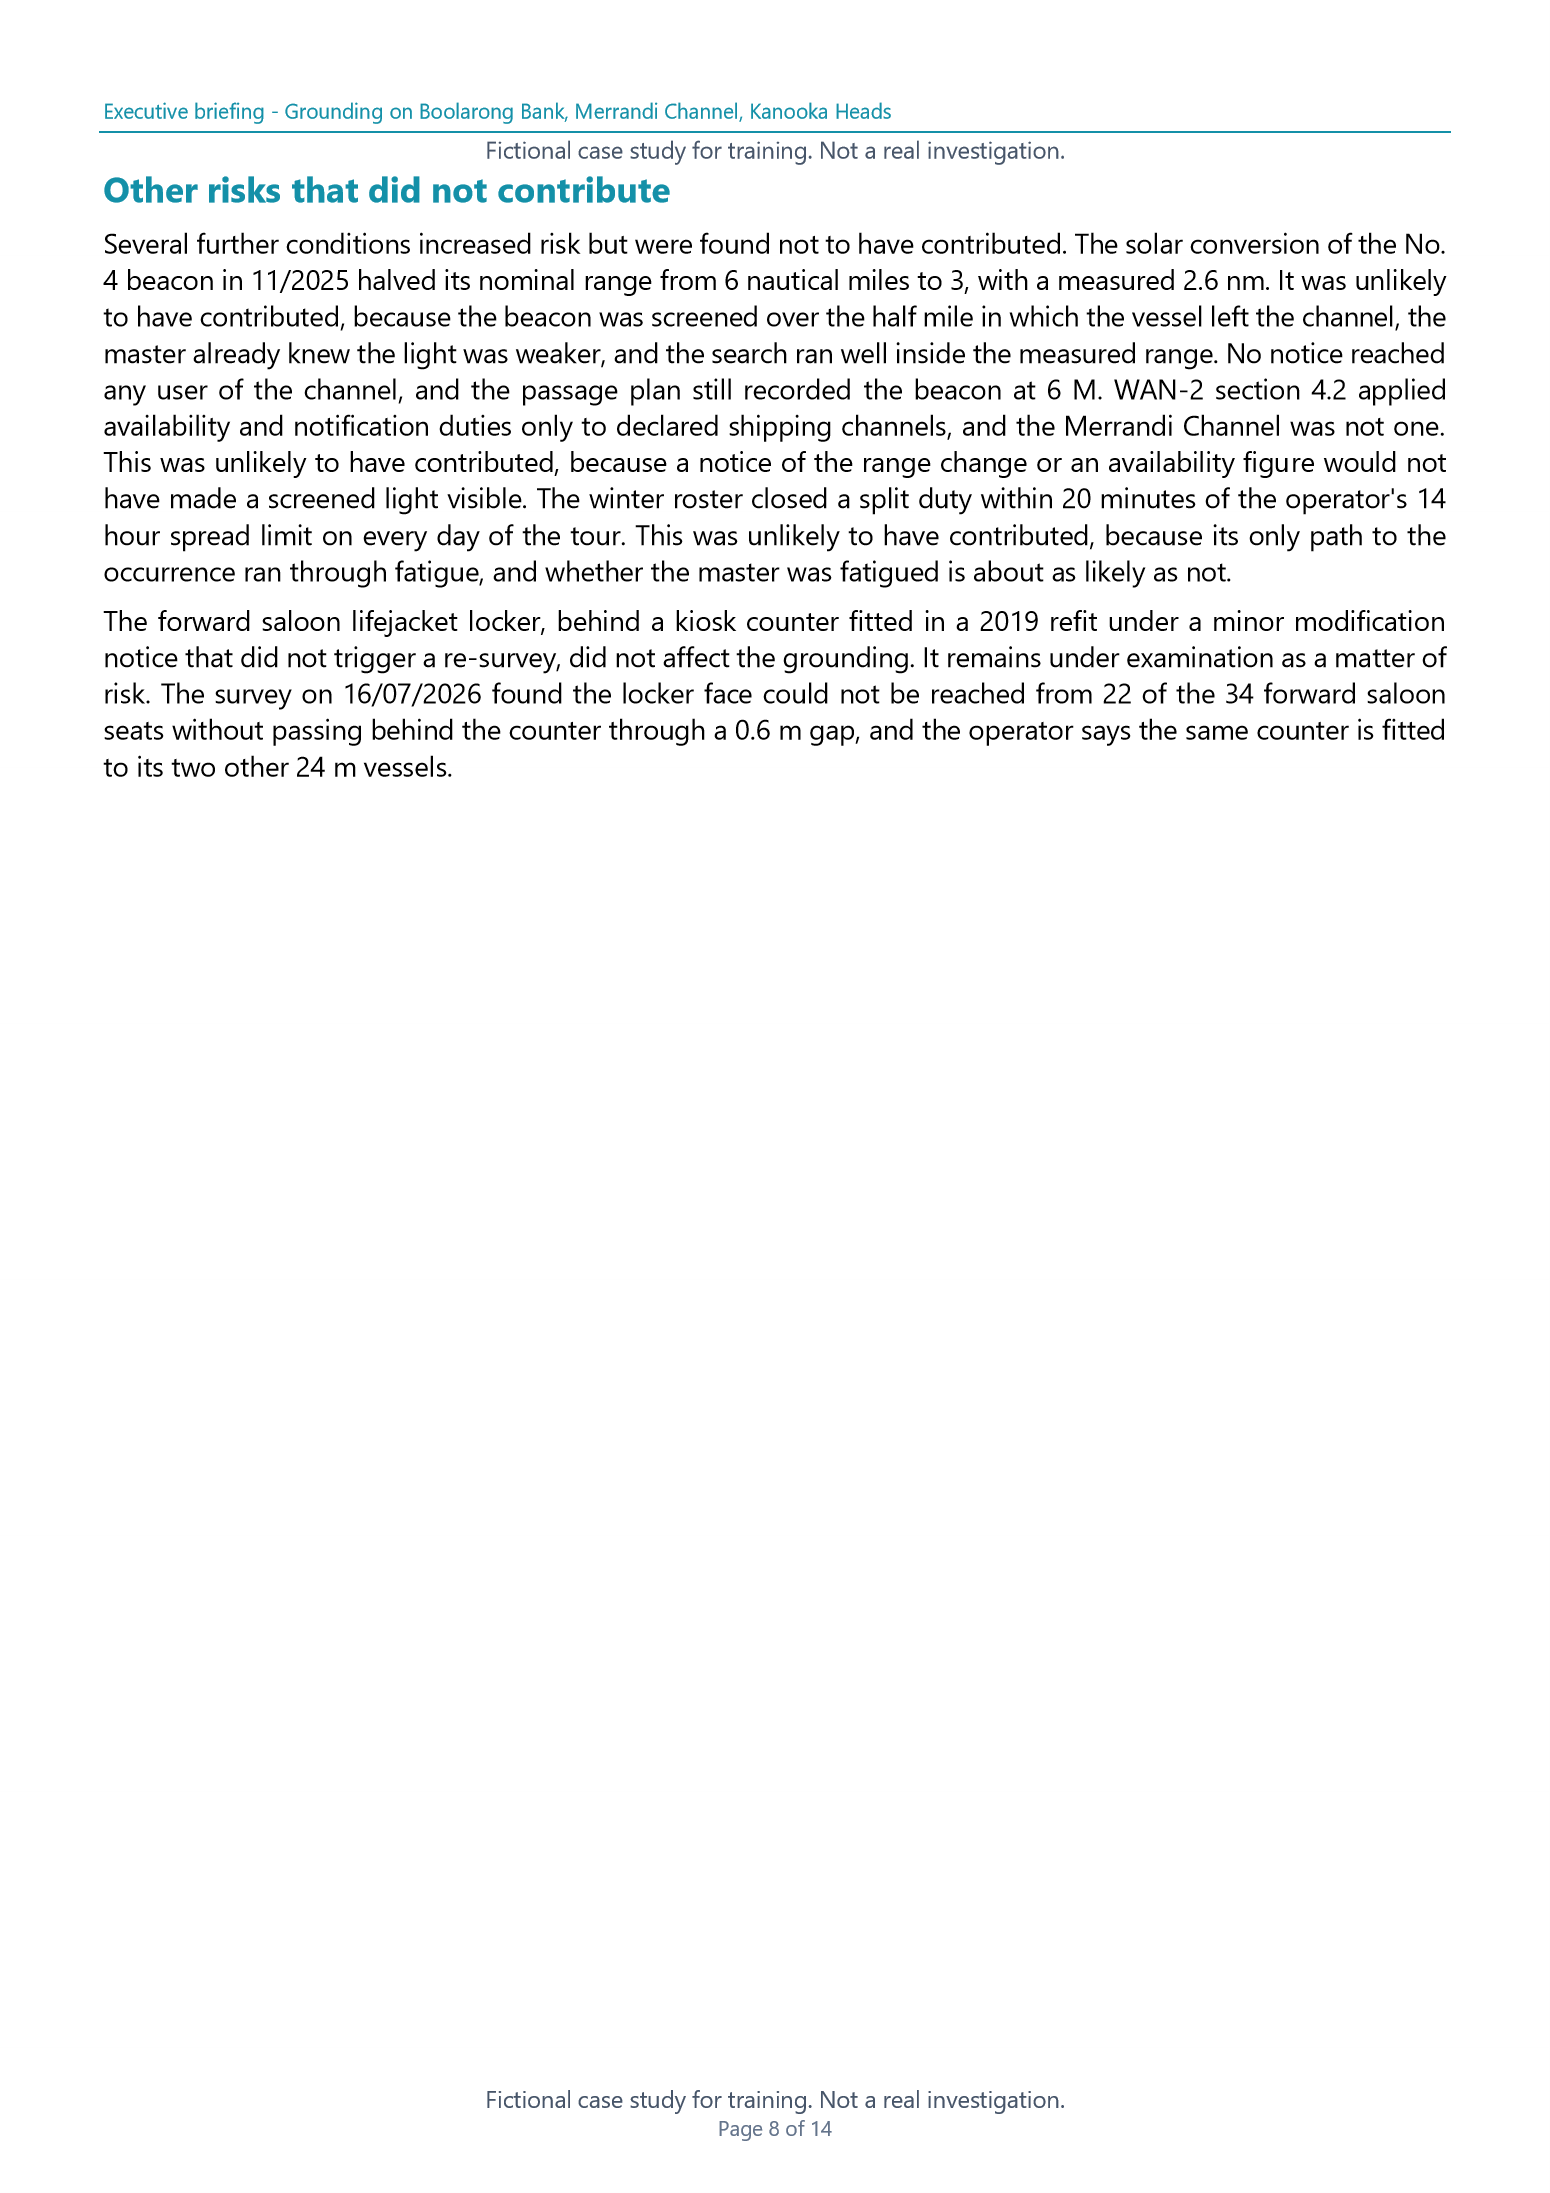 Executive briefing - Grounding on Boolarong Bank, Merrandi Channel, Kanooka Heads
Fictional case study for training. Not a real investigation.
Other risks that did not contribute
Several further conditions increased risk but were found not to have contributed. The solar conversion of the No.
4 beacon in 11/2025 halved its nominal range from 6 nautical miles to 3, with a measured 2.6 nm. It was unlikely
to have contributed, because the beacon was screened over the half mile in which the vessel left the channel, the
master already knew the light was weaker, and the search ran well inside the measured range. No notice reached
any user of the channel, and the passage plan still recorded the beacon at 6 M. WAN-2 section 4.2 applied
availability and notification duties only to declared shipping channels, and the Merrandi Channel was not one.
This was unlikely to have contributed, because a notice of the range change or an availability figure would not
have made a screened light visible. The winter roster closed a split duty within 20 minutes of the operator's 14
hour spread limit on every day of the tour. This was unlikely to have contributed, because its only path to the
occurrence ran through fatigue, and whether the master was fatigued is about as likely as not.
The forward saloon lifejacket locker, behind a kiosk counter fitted in a 2019 refit under a minor modification
notice that did not trigger a re-survey, did not affect the grounding. It remains under examination as a matter of
risk. The survey on 16/07/2026 found the locker face could not be reached from 22 of the 34 forward saloon
seats without passing behind the counter through a 0.6 m gap, and the operator says the same counter is fitted
to its two other 24 m vessels.
Fictional case study for training. Not a real investigation.
Page 8 of 14